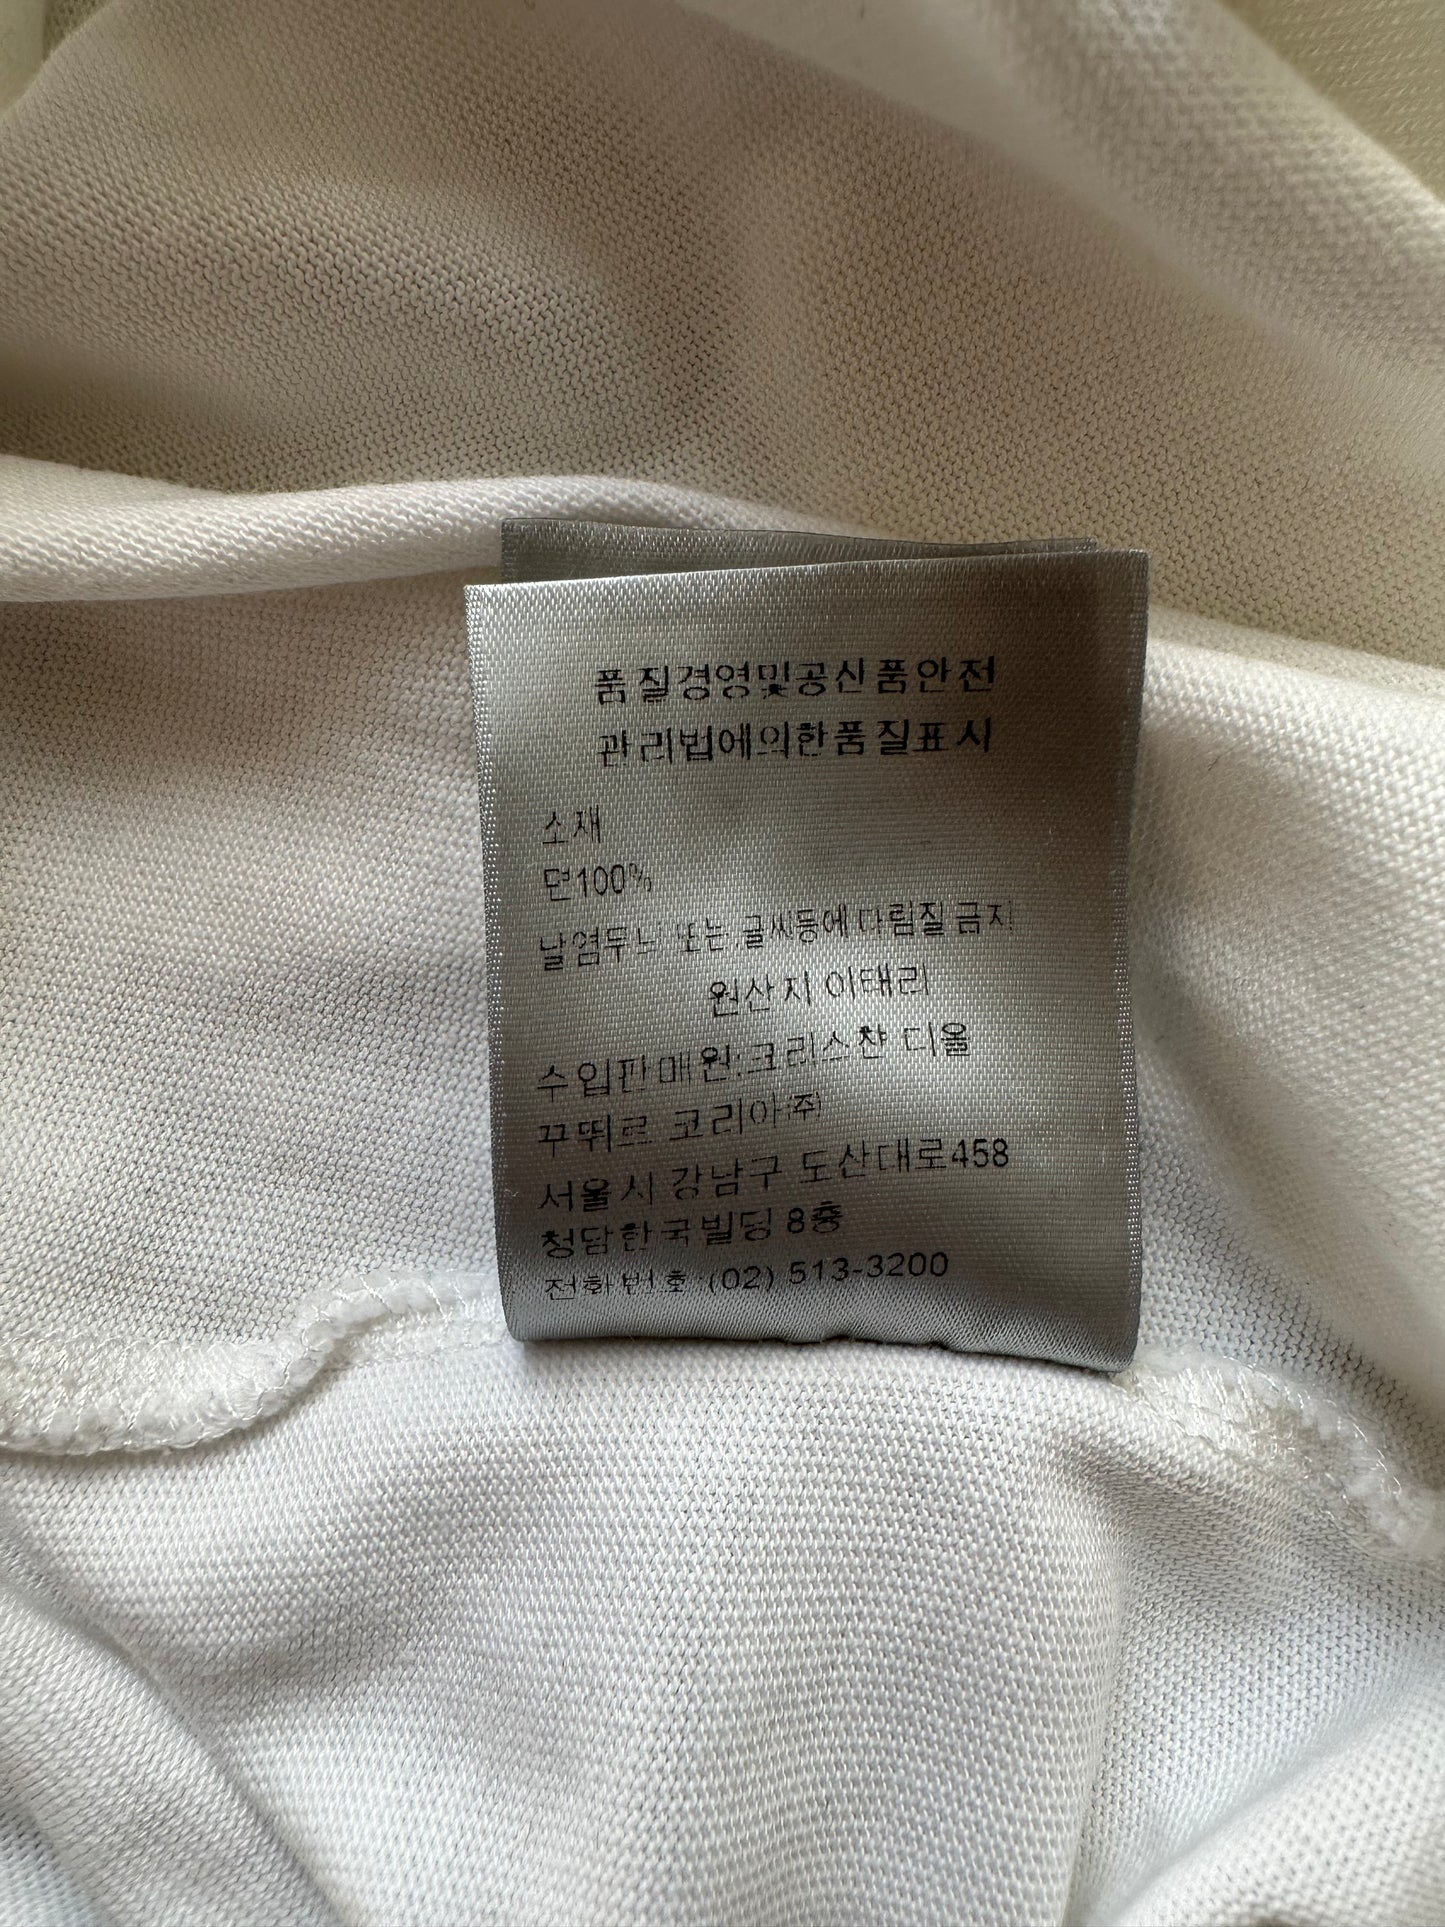 품질경영및공산품안전
관리법에의한품질표시
소재
면100%
날염무늬 또는 글씨등에 다림질 금지
원산지 이태리
수입판매원:크리스챤 디올
꾸뛰르 코리아(주)
서울시 강남구 도산대로458
청담한국빌딩 8층
전화번호:(02) 513-3200